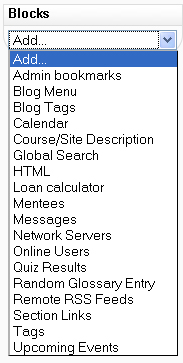 Blocks
Add...
Add...
Admin bookmarks
Blog Menu
Blog Tags
Calendar
Course/Site Description
Global Search
HTML
Loan calculator
Mentees
Messages
Network Servers
Online Users
Quiz Results
Random Glossary Entry
Remote RSS Feeds
Section Links
Tags
Upcoming Events